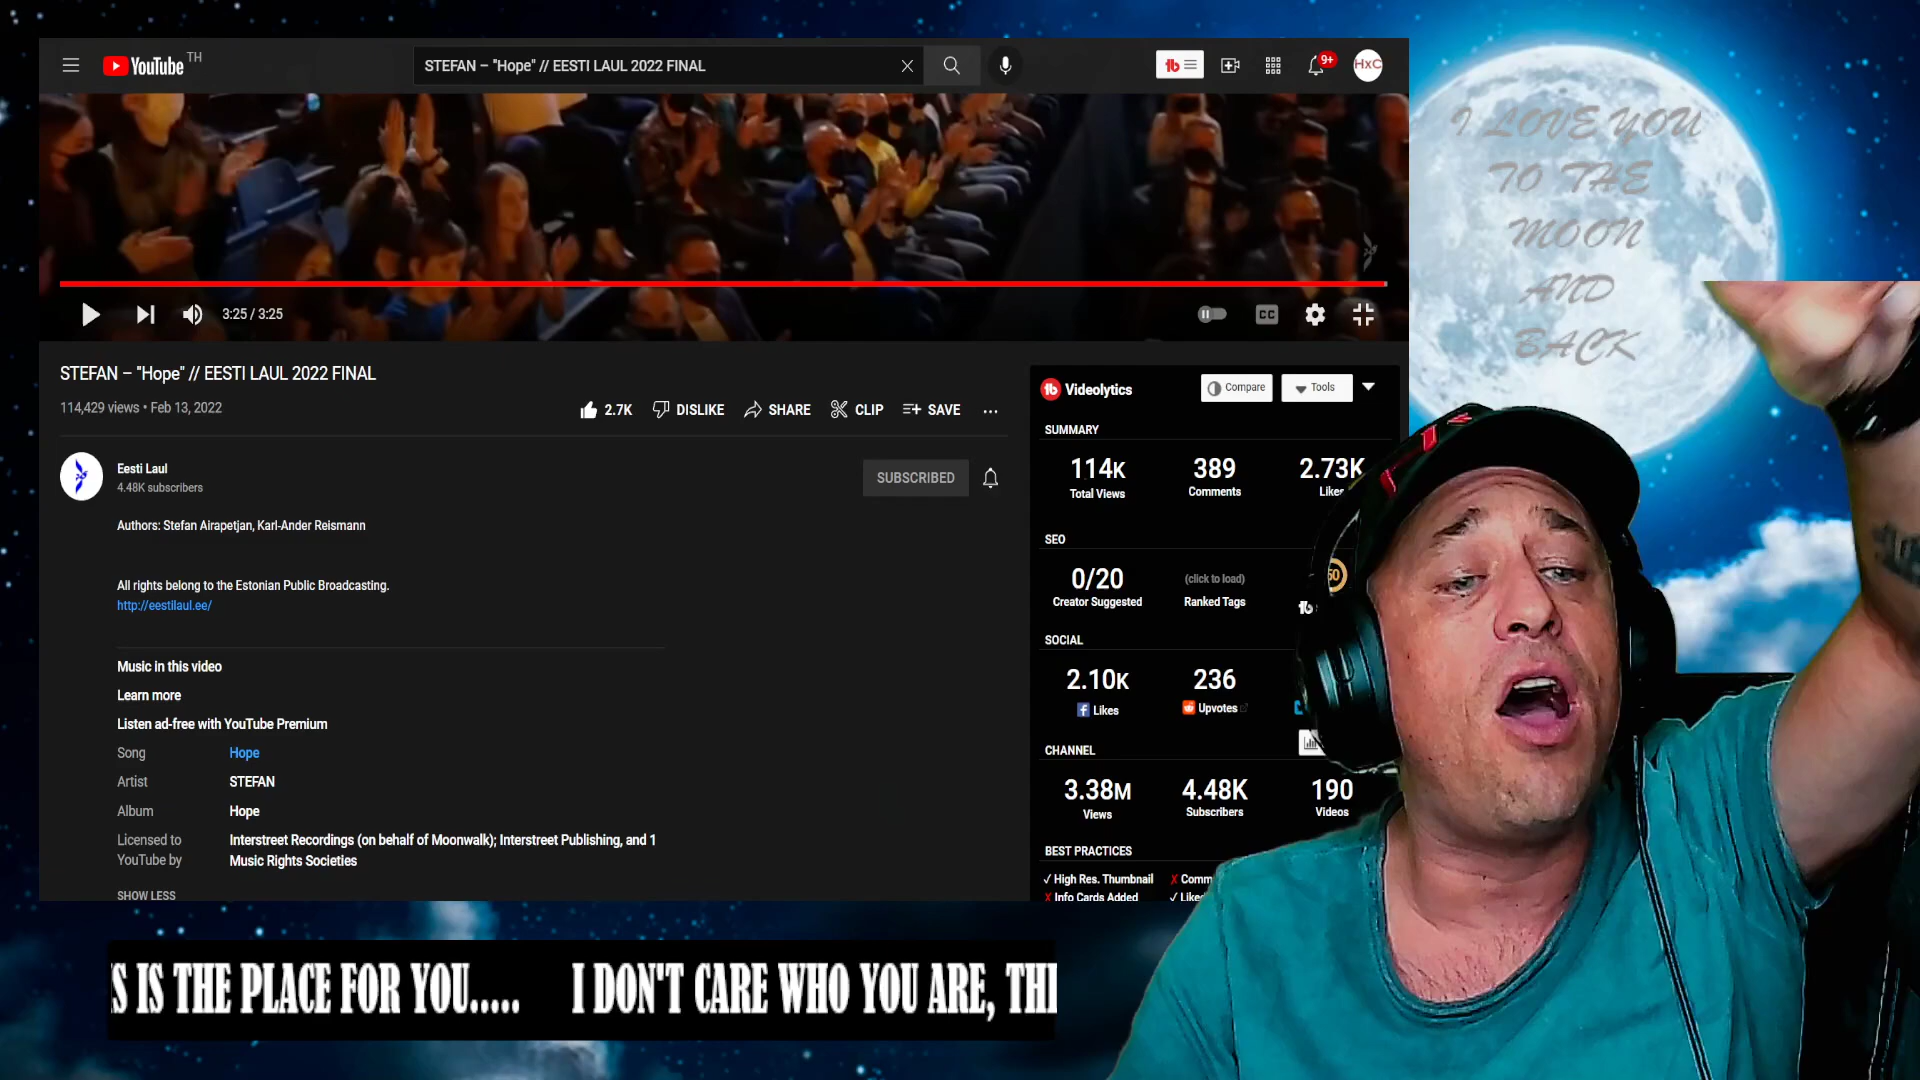 YouTube TH
STEFAN – "Hope" // EESTI LAUL 2022 FINAL
9+
HxC
3:25 / 3:25
CC
STEFAN – "Hope" // EESTI LAUL 2022 FINAL
114,429 views • Feb 13, 2022
2.7K DISLIKE SHARE CLIP SAVE
Eesti Laul
4.48K subscribers
SUBSCRIBED
Authors: Stefan Airapetjan, Karl-Ander Reismann
All rights belong to the Estonian Public Broadcasting.
http://eestilaul.ee/
Music in this video
Learn more
Listen ad-free with YouTube Premium
Song Hope
Artist STEFAN
Album Hope
Licensed to Interstreet Recordings (on behalf of Moonwalk); Interstreet Publishing, and 1
YouTube by Music Rights Societies
SHOW LESS
Videolytics Compare Tools
SUMMARY
114K 389 2.73K
Total Views Comments Likes
SEO
0/20 (click to load)
Creator Suggested Ranked Tags
SOCIAL
2.10K 236
Likes Upvotes
CHANNEL
3.38M 4.48K 190
Views Subscribers Videos
BEST PRACTICES
✓ High Res. Thumbnail ✗ Comm
✗ Info Cards Added ✓ Like
I LOVE YOU
TO THE
MOON
AND
BACK
50
S IS THE PLACE FOR YOU..... I DON'T CARE WHO YOU ARE, THI